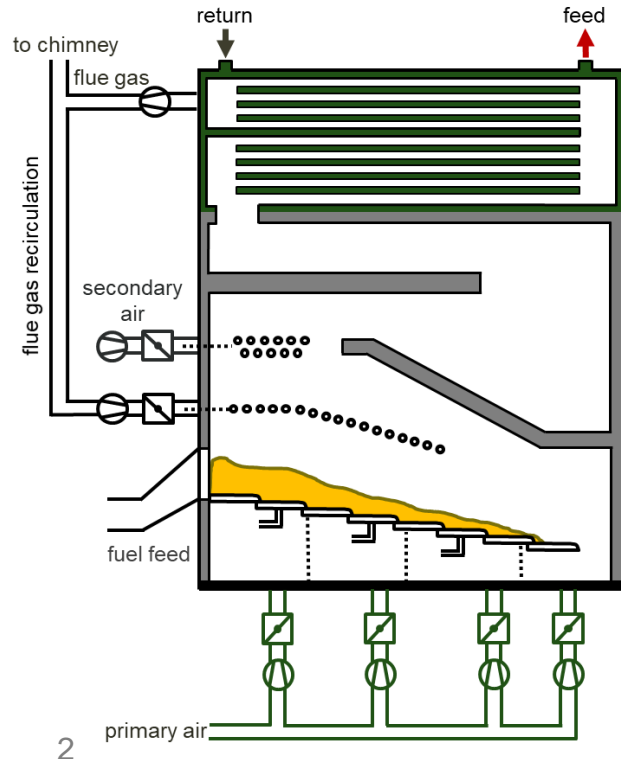 return
feed
to chimney
flue gas
flue gas recirculation
secondary
air
fuel feed
primary air
2